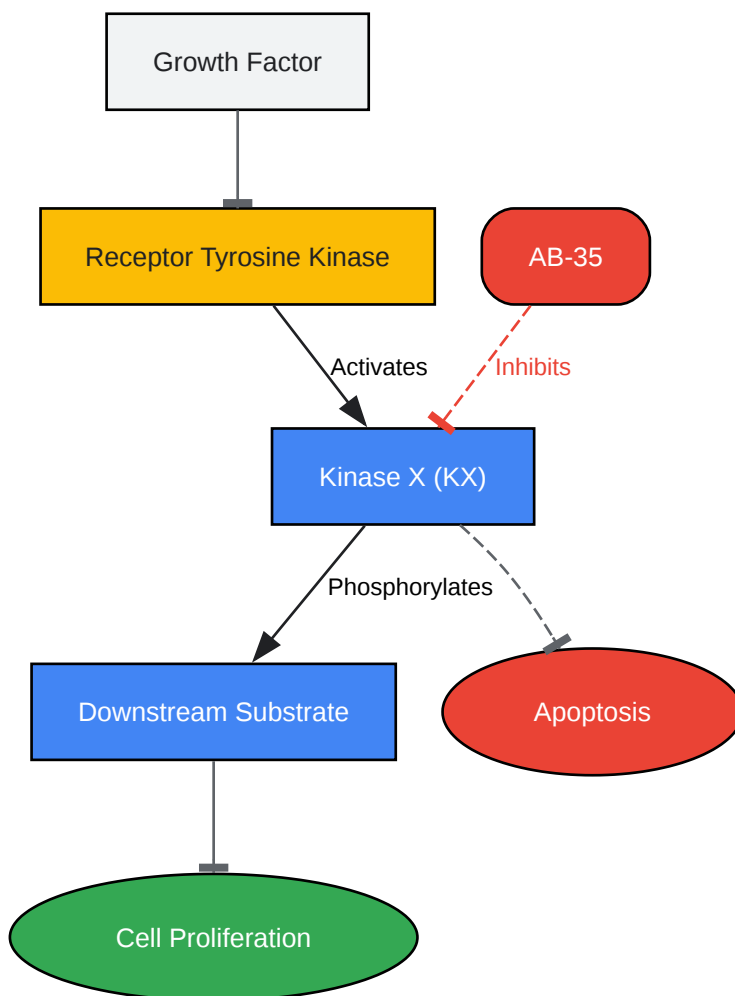 Growth Factor
Receptor Tyrosine Kinase
AB-35
Activates
Inhibits
Kinase X (KX)
Phosphorylates
Downstream Substrate
Apoptosis
Cell Proliferation